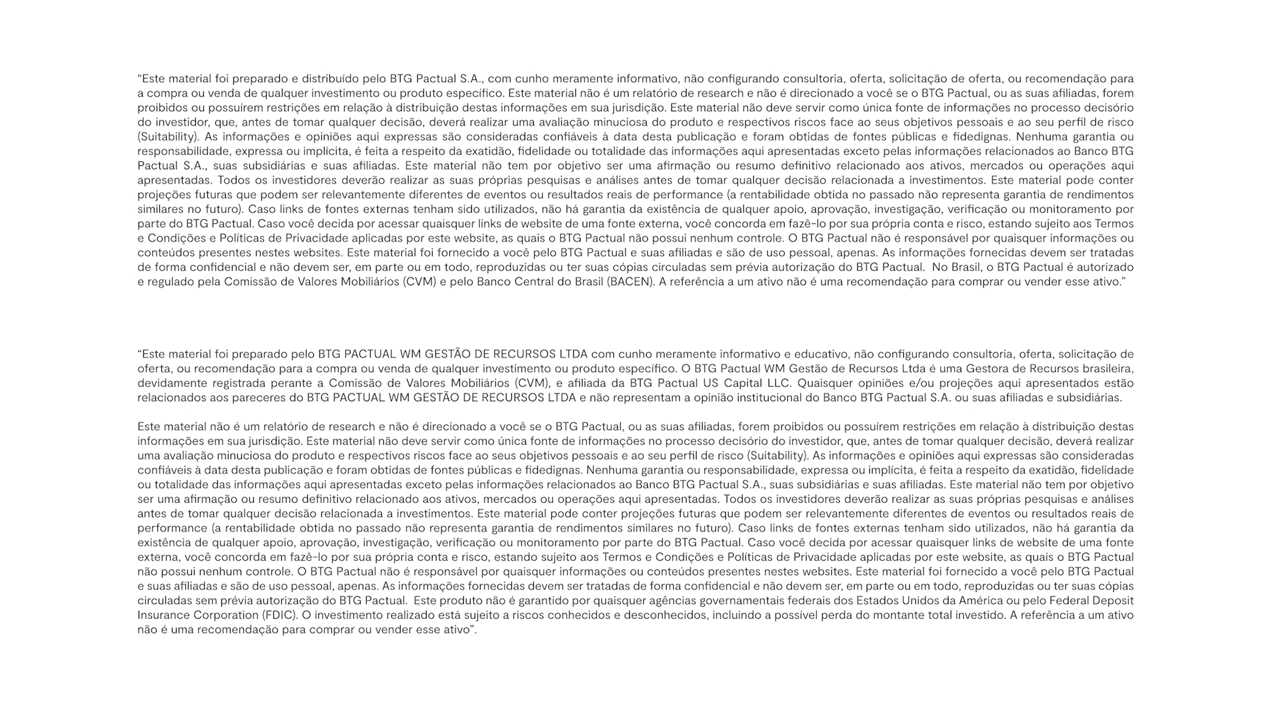 “Este material foi preparado e distribuído pelo BTG Pactual S.A., com cunho meramente informativo, não configurando consultoria, oferta, solicitação de oferta, ou recomendação para
a compra ou venda de qualquer investimento ou produto específico. Este material não é um relatório de research e não é direcionado a você se o BTG Pactual, ou as suas afiliadas, forem
proibidos ou possuírem restrições em relação à distribuição destas informações em sua jurisdição. Este material não deve servir como única fonte de informações no processo decisório
do investidor, que, antes de tomar qualquer decisão, deverá realizar uma avaliação minuciosa do produto e respectivos riscos face ao seus objetivos pessoais e ao seu perfil de risco
(Suitability). As informações e opiniões aqui expressas são consideradas confiáveis à data desta publicação e foram obtidas de fontes públicas e fidedignas. Nenhuma garantia ou
responsabilidade, expressa ou implícita, é feita a respeito da exatidão, fidelidade ou totalidade das informações aqui apresentadas exceto pelas informações relacionados ao Banco BTG
Pactual S.A., suas subsidiárias e suas afiliadas. Este material não tem por objetivo ser uma afirmação ou resumo definitivo relacionado aos ativos, mercados ou operações aqui
apresentadas. Todos os investidores deverão realizar as suas próprias pesquisas e análises antes de tomar qualquer decisão relacionada a investimentos. Este material pode conter
projeções futuras que podem ser relevantemente diferentes de eventos ou resultados reais de performance (a rentabilidade obtida no passado não representa garantia de rendimentos
similares no futuro). Caso links de fontes externas tenham sido utilizados, não há garantia da existência de qualquer apoio, aprovação, investigação, verificação ou monitoramento por
parte do BTG Pactual. Caso você decida por acessar quaisquer links de website de uma fonte externa, você concorda em fazê-lo por sua própria conta e risco, estando sujeito aos Termos
e Condições e Políticas de Privacidade aplicadas por este website, as quais o BTG Pactual não possui nenhum controle. O BTG Pactual não é responsável por quaisquer informações ou
conteúdos presentes nestes websites. Este material foi fornecido a você pelo BTG Pactual e suas afiliadas e são de uso pessoal, apenas. As informações fornecidas devem ser tratadas
de forma confidencial e não devem ser, em parte ou em todo, reproduzidas ou ter suas cópias circuladas sem prévia autorização do BTG Pactual.  No Brasil, o BTG Pactual é autorizado
e regulado pela Comissão de Valores Mobiliários (CVM) e pelo Banco Central do Brasil (BACEN). A referência a um ativo não é uma recomendação para comprar ou vender esse ativo.”
“Este material foi preparado pelo BTG PACTUAL WM GESTÃO DE RECURSOS LTDA com cunho meramente informativo e educativo, não configurando consultoria, oferta, solicitação de
oferta, ou recomendação para a compra ou venda de qualquer investimento ou produto específico. O BTG Pactual WM Gestão de Recursos Ltda é uma Gestora de Recursos brasileira,
devidamente registrada perante a Comissão de Valores Mobiliários (CVM), e afiliada da BTG Pactual US Capital LLC. Quaisquer opiniões e/ou projeções aqui apresentados estão
relacionados aos pareceres do BTG PACTUAL WM GESTÃO DE RECURSOS LTDA e não representam a opinião institucional do Banco BTG Pactual S.A. ou suas afiliadas e subsidiárias.
Este material não é um relatório de research e não é direcionado a você se o BTG Pactual, ou as suas afiliadas, forem proibidos ou possuírem restrições em relação à distribuição destas
informações em sua jurisdição. Este material não deve servir como única fonte de informações no processo decisório do investidor, que, antes de tomar qualquer decisão, deverá realizar
uma avaliação minuciosa do produto e respectivos riscos face ao seus objetivos pessoais e ao seu perfil de risco (Suitability). As informações e opiniões aqui expressas são consideradas
confiáveis à data desta publicação e foram obtidas de fontes públicas e fidedignas. Nenhuma garantia ou responsabilidade, expressa ou implícita, é feita a respeito da exatidão, fidelidade
ou totalidade das informações aqui apresentadas exceto pelas informações relacionados ao Banco BTG Pactual S.A., suas subsidiárias e suas afiliadas. Este material não tem por objetivo
ser uma afirmação ou resumo definitivo relacionado aos ativos, mercados ou operações aqui apresentadas. Todos os investidores deverão realizar as suas próprias pesquisas e análises
antes de tomar qualquer decisão relacionada a investimentos. Este material pode conter projeções futuras que podem ser relevantemente diferentes de eventos ou resultados reais de
performance (a rentabilidade obtida no passado não representa garantia de rendimentos similares no futuro). Caso links de fontes externas tenham sido utilizados, não há garantia da
existência de qualquer apoio, aprovação, investigação, verificação ou monitoramento por parte do BTG Pactual. Caso você decida por acessar quaisquer links de website de uma fonte
externa, você concorda em fazê-lo por sua própria conta e risco, estando sujeito aos Termos e Condições e Políticas de Privacidade aplicadas por este website, as quais o BTG Pactual
não possui nenhum controle. O BTG Pactual não é responsável por quaisquer informações ou conteúdos presentes nestes websites. Este material foi fornecido a você pelo BTG Pactual
e suas afiliadas e são de uso pessoal, apenas. As informações fornecidas devem ser tratadas de forma confidencial e não devem ser, em parte ou em todo, reproduzidas ou ter suas cópias
circuladas sem prévia autorização do BTG Pactual.  Este produto não é garantido por quaisquer agências governamentais federais dos Estados Unidos da América ou pelo Federal Deposit
Insurance Corporation (FDIC). O investimento realizado está sujeito a riscos conhecidos e desconhecidos, incluindo a possível perda do montante total investido. A referência a um ativo
não é uma recomendação para comprar ou vender esse ativo”.